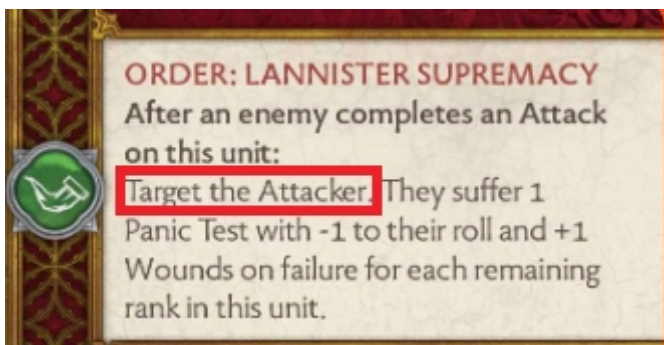 ORDER: LANNISTER SUPREMACY
After an enemy completes an Attack
on this unit:
Target the Attacker. They suffer 1
Panic Test with -1 to their roll and +1
Wounds on failure for each remaining
rank in this unit.